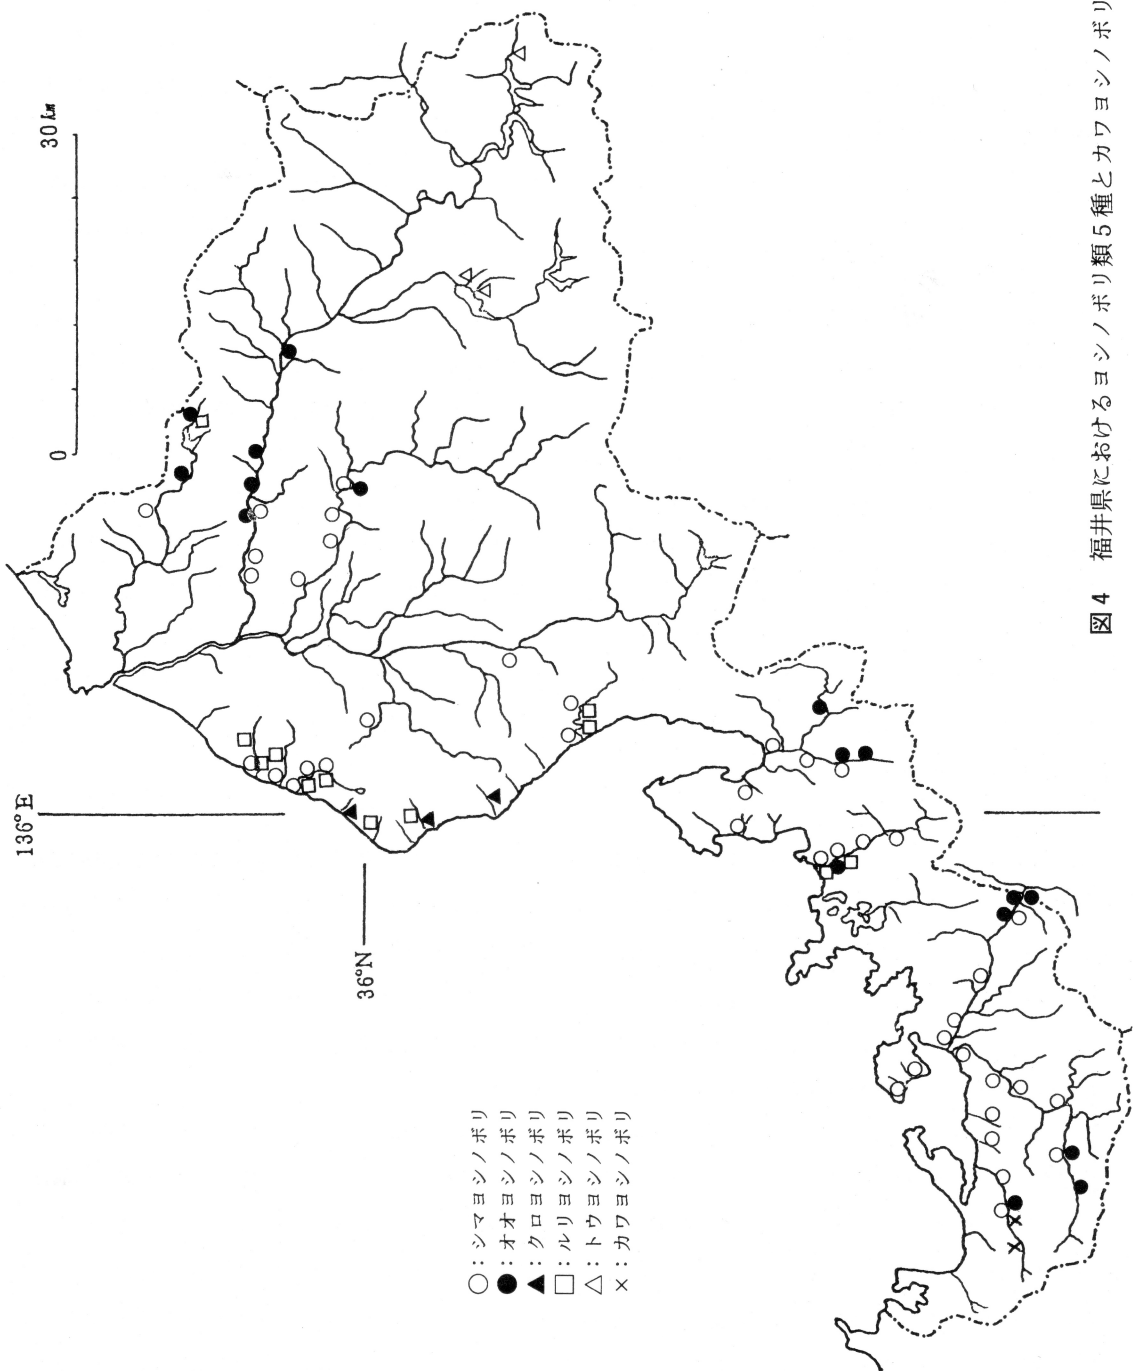 136°E
36°N
0
30km
○：シマヨシノボリ
●：オオヨシノボリ
▲：クロヨシノボリ
□：ルリヨシノボリ
△：トウヨシノボリ
×：カワヨシノボリ
図4 福井県におけるヨシノボリ類5種とカワヨシノボリ